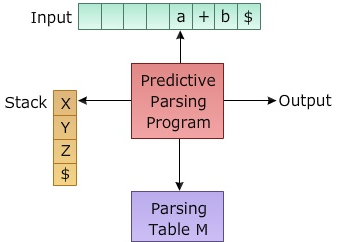 Input a + b $
Predictive
Parsing
Program
Stack X
Y
Z
$
Output
Parsing
Table M